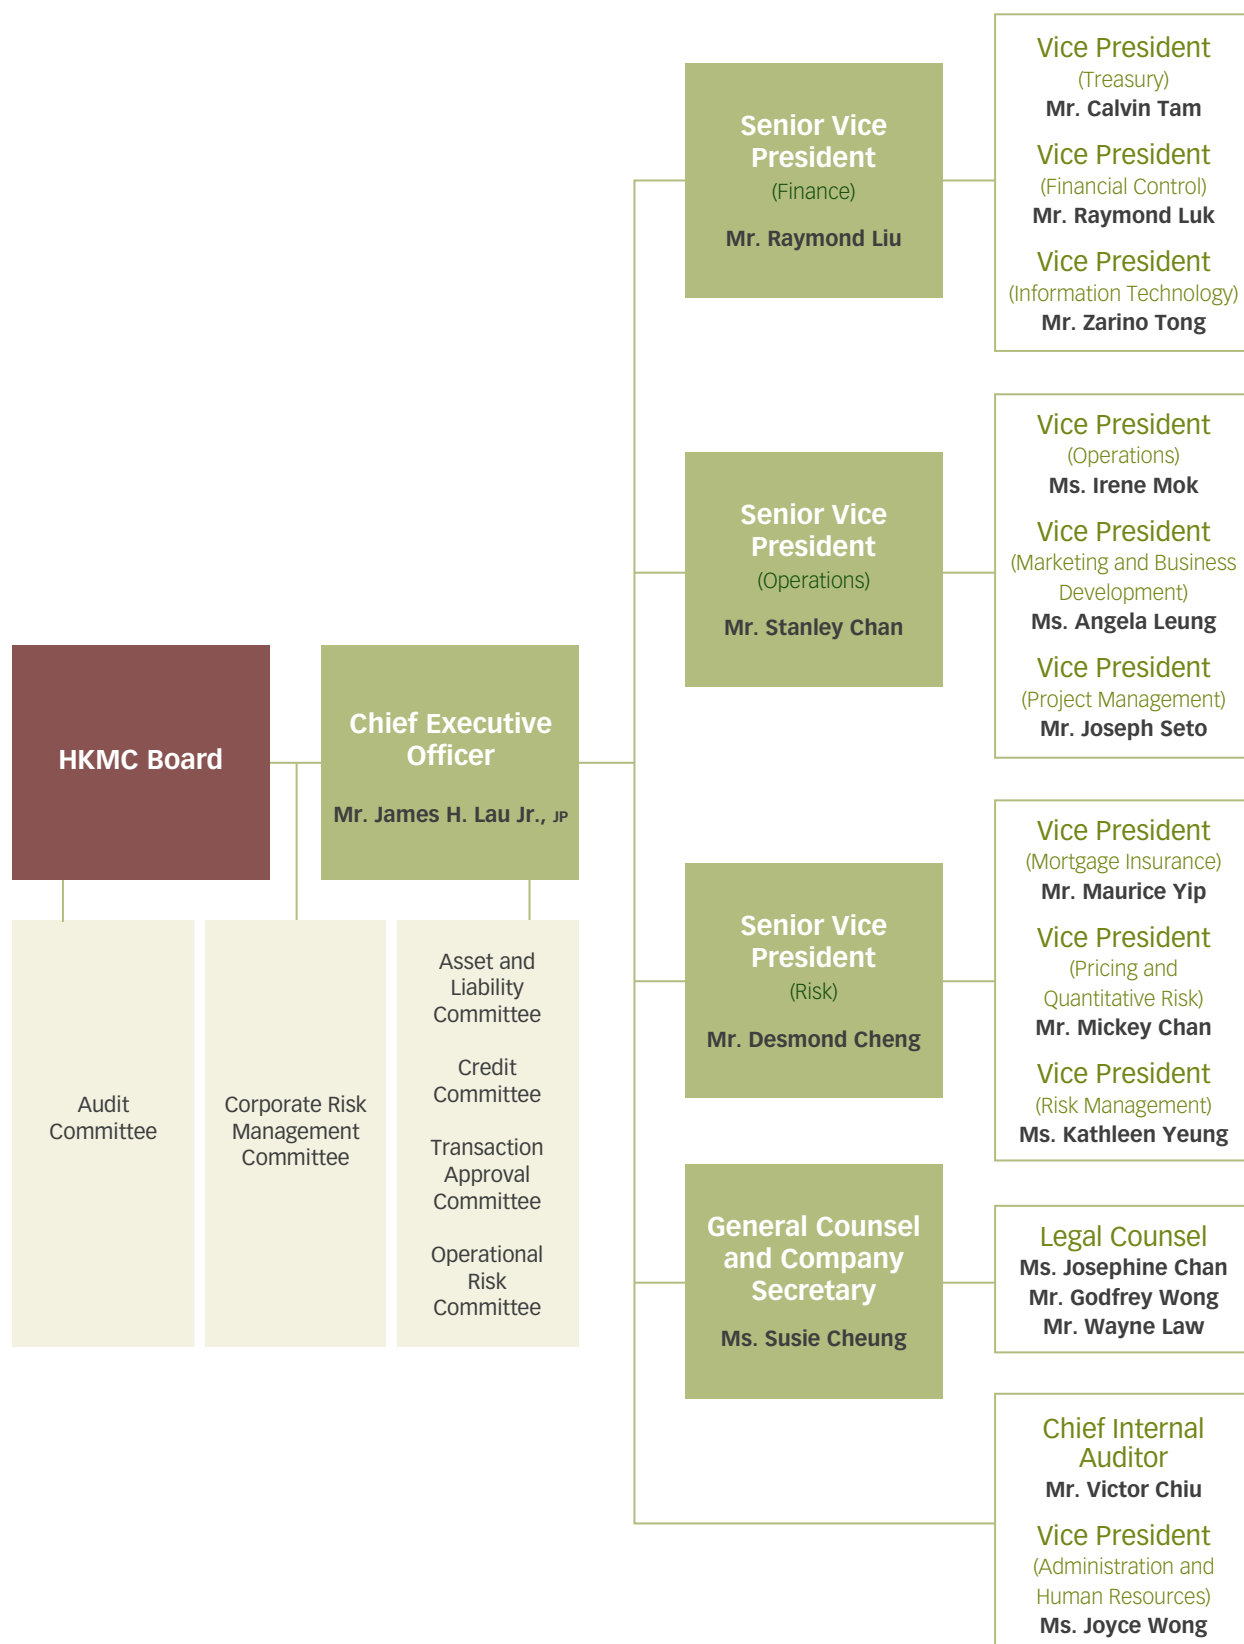 HKMC Board
Audit
Committee
Corporate Risk
Management
Committee
Chief Executive
Officer
Mr. James H. Lau Jr., JP
Asset and
Liability
Committee
Credit
Committee
Transaction
Approval
Committee
Operational
Risk
Committee
Senior Vice
President
(Finance)
Mr. Raymond Liu
Vice President
(Treasury)
Mr. Calvin Tam
Vice President
(Financial Control)
Mr. Raymond Luk
Vice President
(Information Technology)
Mr. Zarino Tong
Senior Vice
President
(Operations)
Mr. Stanley Chan
Vice President
(Operations)
Ms. Irene Mok
Vice President
(Marketing and Business
Development)
Ms. Angela Leung
Vice President
(Project Management)
Mr. Joseph Seto
Senior Vice
President
(Risk)
Mr. Desmond Cheng
Vice President
(Mortgage Insurance)
Mr. Maurice Yip
Vice President
(Pricing and
Quantitative Risk)
Mr. Mickey Chan
Vice President
(Risk Management)
Ms. Kathleen Yeung
General Counsel
and Company
Secretary
Ms. Susie Cheung
Legal Counsel
Ms. Josephine Chan
Mr. Godfrey Wong
Mr. Wayne Law
Chief Internal
Auditor
Mr. Victor Chiu
Vice President
(Administration and
Human Resources)
Ms. Joyce Wong